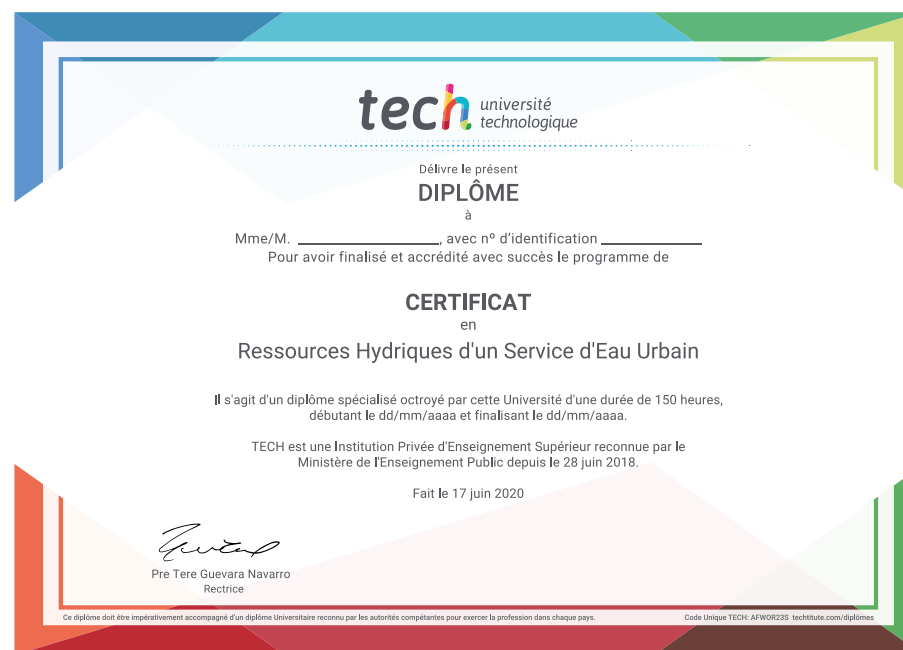 tech université
technologique
Délivre le présent
DIPLÔME
à
Mme/M. ____________________, avec nº d'identification ______________
Pour avoir finalisé et accrédité avec succès le programme de
CERTIFICAT
en
Ressources Hydriques d'un Service d'Eau Urbain
Il s'agit d'un diplôme spécialisé octroyé par cette Université d'une durée de 150 heures,
débutant le dd/mm/aaaa et finalisant le dd/mm/aaaa.
TECH est une Institution Privée d'Enseignement Supérieur reconnue par le
Ministère de l'Enseignement Public depuis le 28 juin 2018.
Fait le 17 juin 2020
Pre Tere Guevara Navarro
Rectrice
Ce diplôme doit être impérativement accompagné d'un diplôme Universitaire reconnu par les autorités compétantes pour exercer la profession dans chaque pays.
Code Unique TECH: AFWOR23S techtitute.com/diplômes